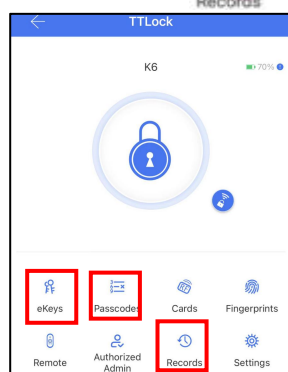 Records
TTLock
K6
70%
eKeys
Passcodes
Cards
Fingerprints
Remote
Authorized
Admin
Records
Settings